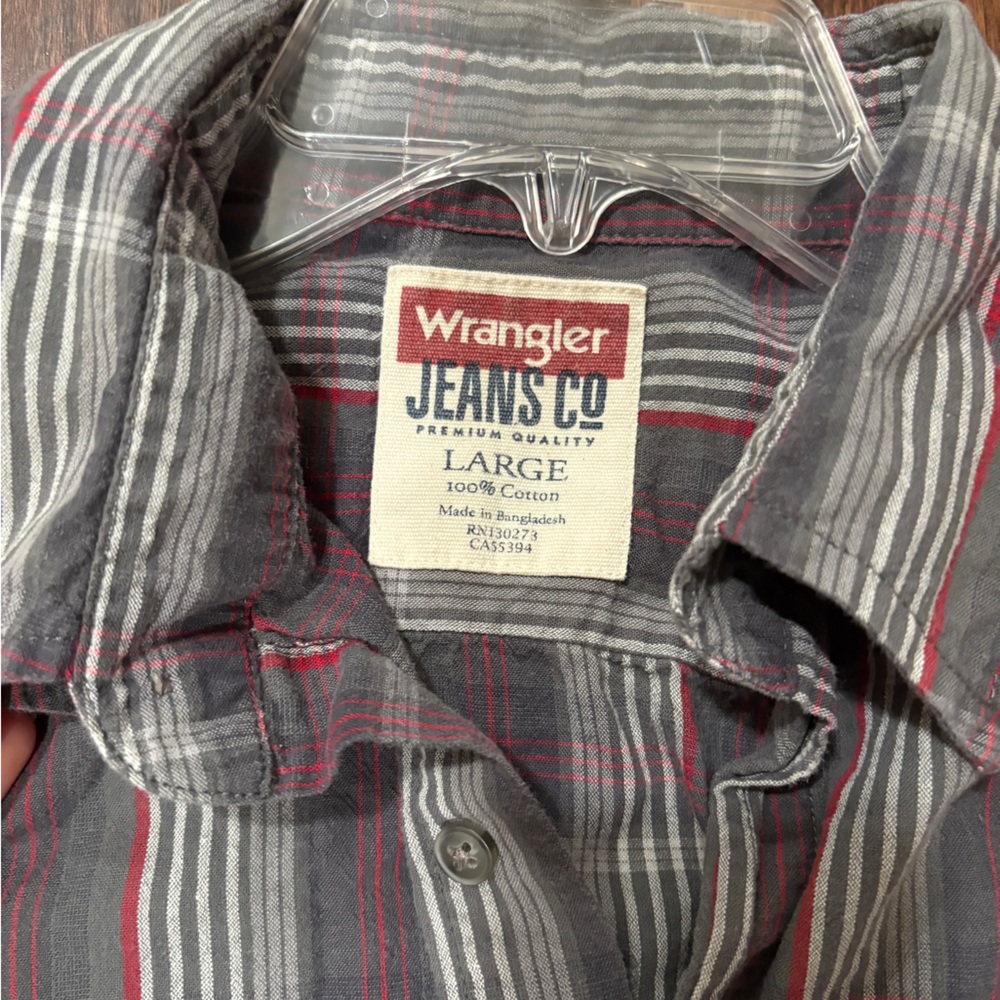 Wrangler
JEANS CO
PREMIUM QUALITY
LARGE
100% Cotton
Made in Bangladesh
RN130273
CA55394